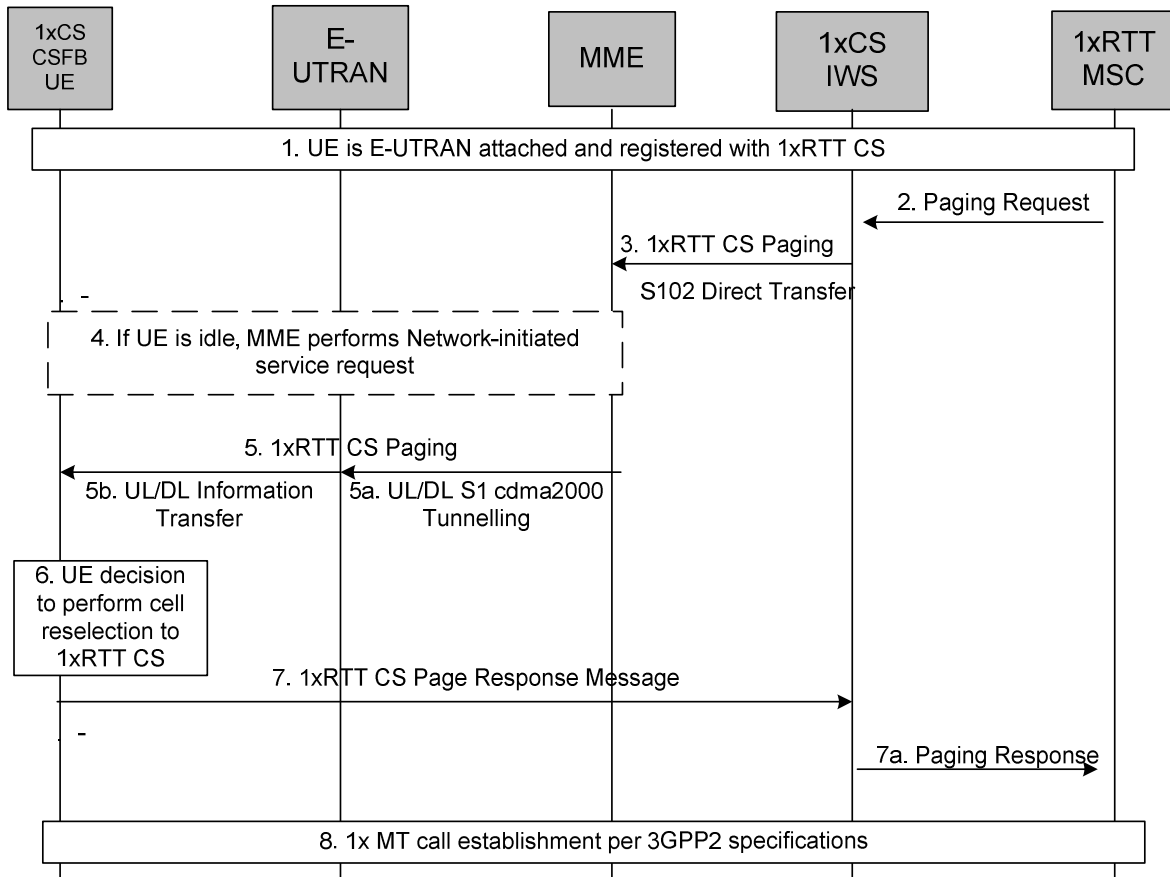 1xCS
CSFB
UE
E-
UTRAN
MME
1xCS
IWS
1xRTT
MSC
1. UE is E-UTRAN attached and registered with 1xRTT CS
2. Paging Request
3. 1xRTT CS Paging
S102 Direct Transfer
4. If UE is idle, MME performs Network-initiated
service request
5. 1xRTT CS Paging
5b. UL/DL Information
Transfer
5a. UL/DL S1 cdma2000
Tunnelling
6. UE decision
to perform cell
reselection to
1xRTT CS
7. 1xRTT CS Page Response Message
7a. Paging Response
8. 1x MT call establishment per 3GPP2 specifications